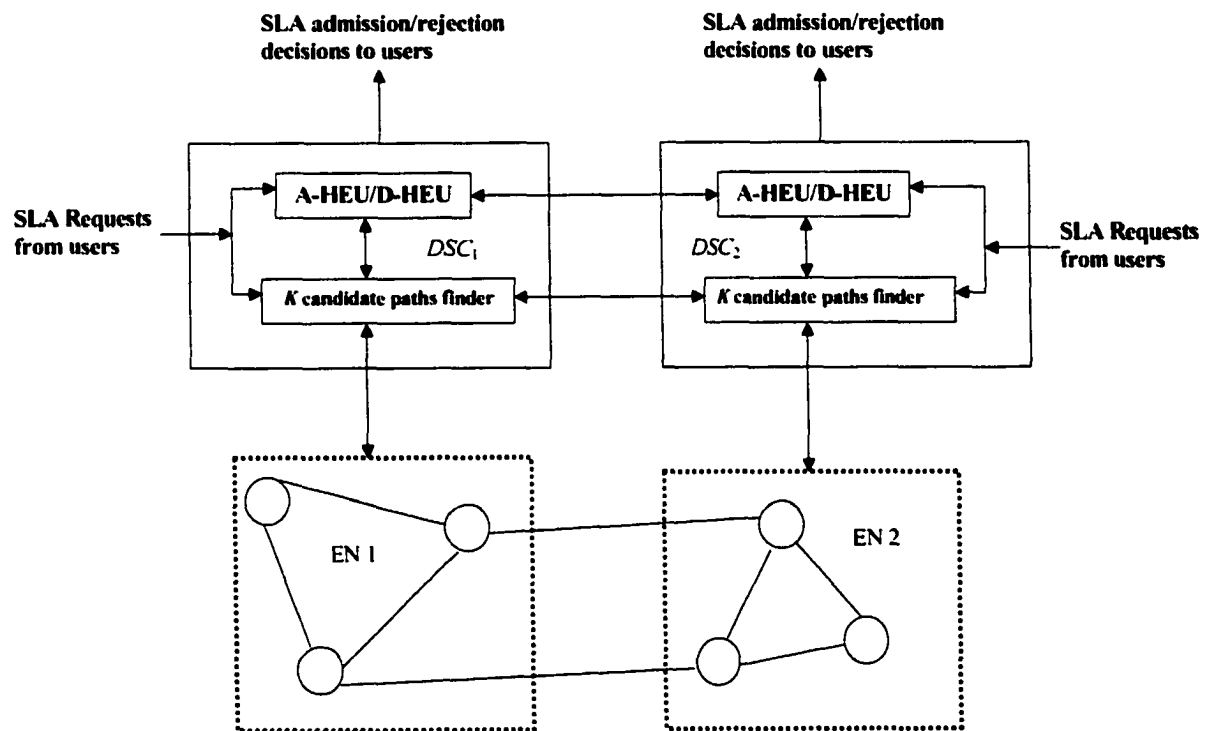 SLA admission/rejection
decisions to users
SLA admission/rejection
decisions to users
A-HEU/D-HEU
A-HEU/D-HEU
SLA Requests
from users
DSC₁
DSC₂
SLA Requests
from users
K candidate paths finder
K candidate paths finder
EN 1
EN 2